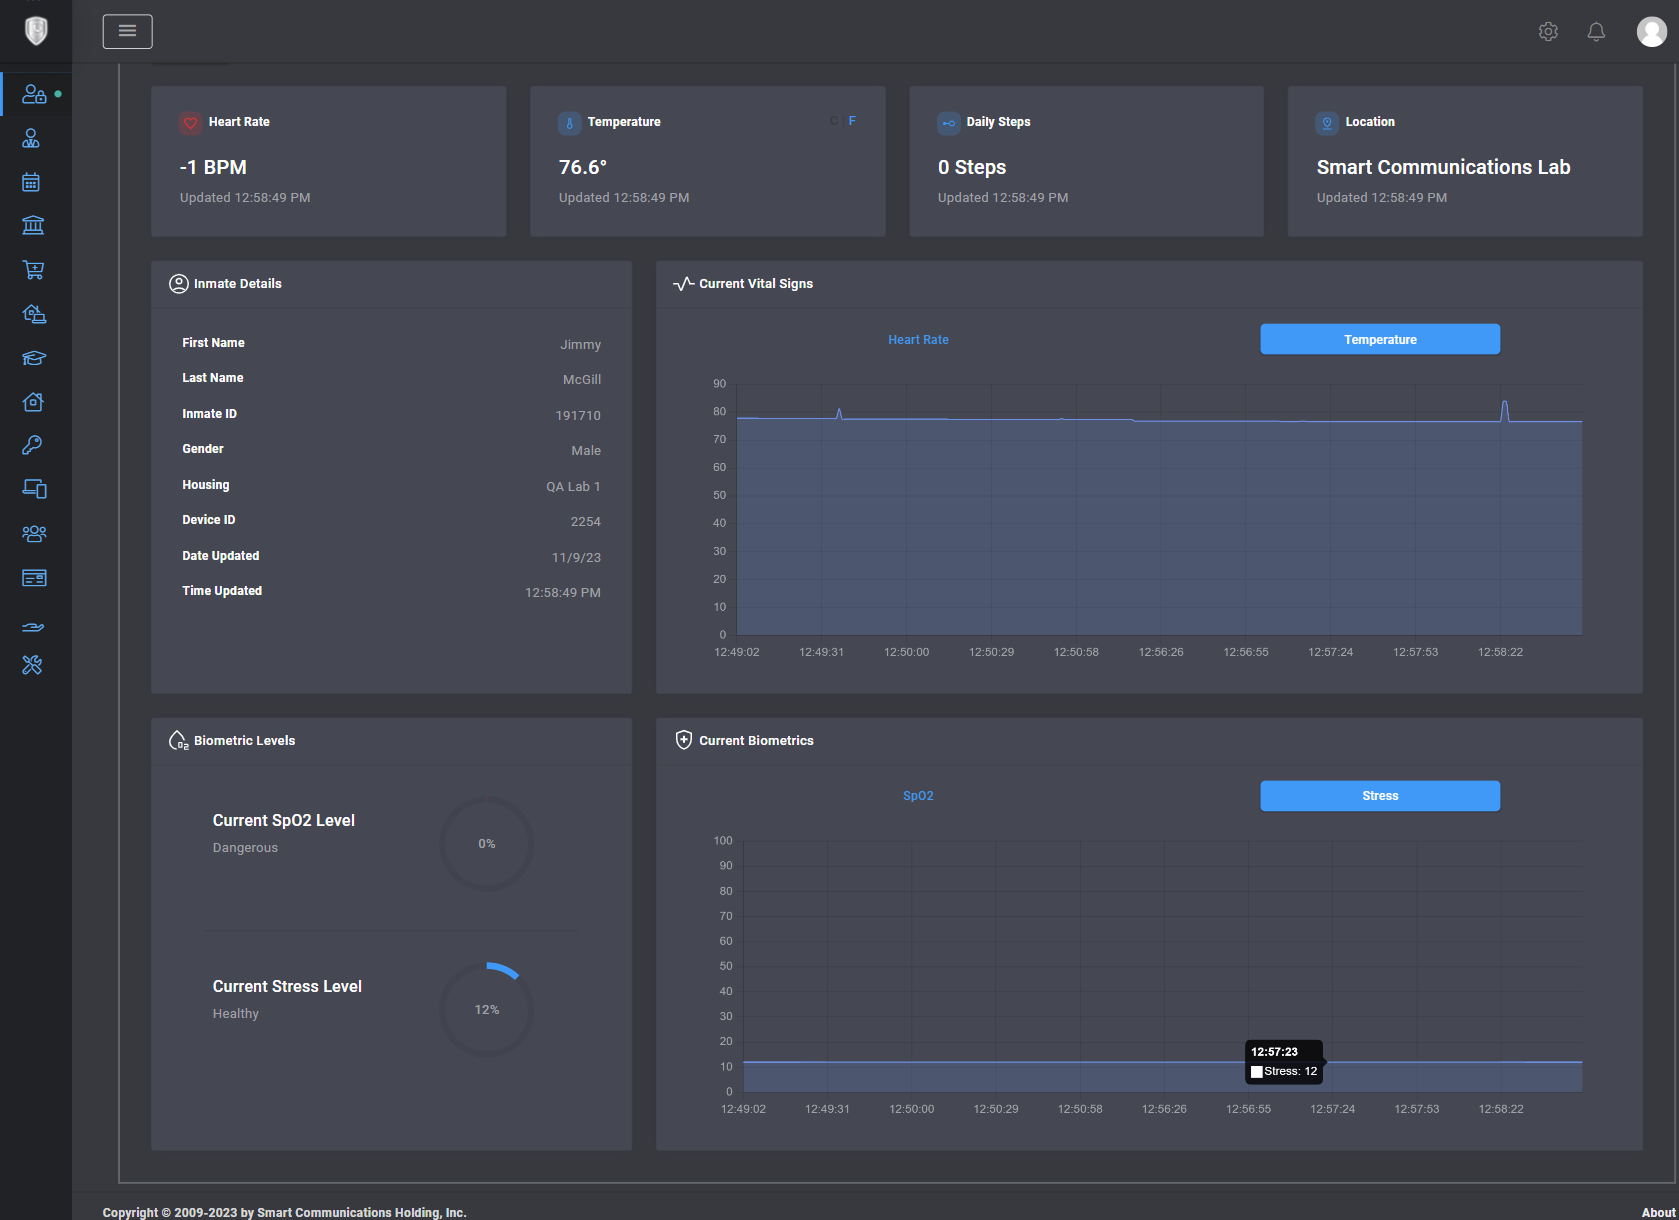 Heart Rate
-1 BPM
Updated 12:58:49 PM
Temperature
C F
76.6°
Updated 12:58:49 PM
Daily Steps
0 Steps
Updated 12:58:49 PM
Location
Smart Communications Lab
Updated 12:58:49 PM
Inmate Details
First Name Jimmy
Last Name McGill
Inmate ID 191710
Gender Male
Housing QA Lab 1
Device ID 2254
Date Updated 11/9/23
Time Updated 12:58:49 PM
Current Vital Signs
Heart Rate Temperature
90
80
70
60
50
40
30
20
10
0
12:49:02 12:49:31 12:50:00 12:50:29 12:50:58 12:56:26 12:56:55 12:57:24 12:57:53 12:58:22
O2 Biometric Levels
Current SpO2 Level
Dangerous
0%
Current Stress Level
Healthy
12%
Current Biometrics
SpO2 Stress
100
90
80
70
60
50
40
30
20
10
0
12:57:23
Stress: 12
12:49:02 12:49:31 12:50:00 12:50:29 12:50:58 12:56:26 12:56:55 12:57:24 12:57:53 12:58:22
Copyright © 2009-2023 by Smart Communications Holding, Inc.
About